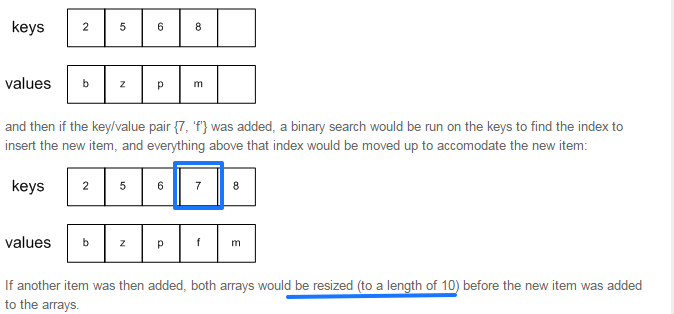 keys 2 5 6 8
values b z p m
and then if the key/value pair {7, 'f'} was added, a binary search would be run on the keys to find the index to
insert the new item, and everything above that index would be moved up to accomodate the new item:
keys 2 5 6 7 8
values b z p f m
If another item was then added, both arrays would be resized (to a length of 10) before the new item was added
to the arrays.